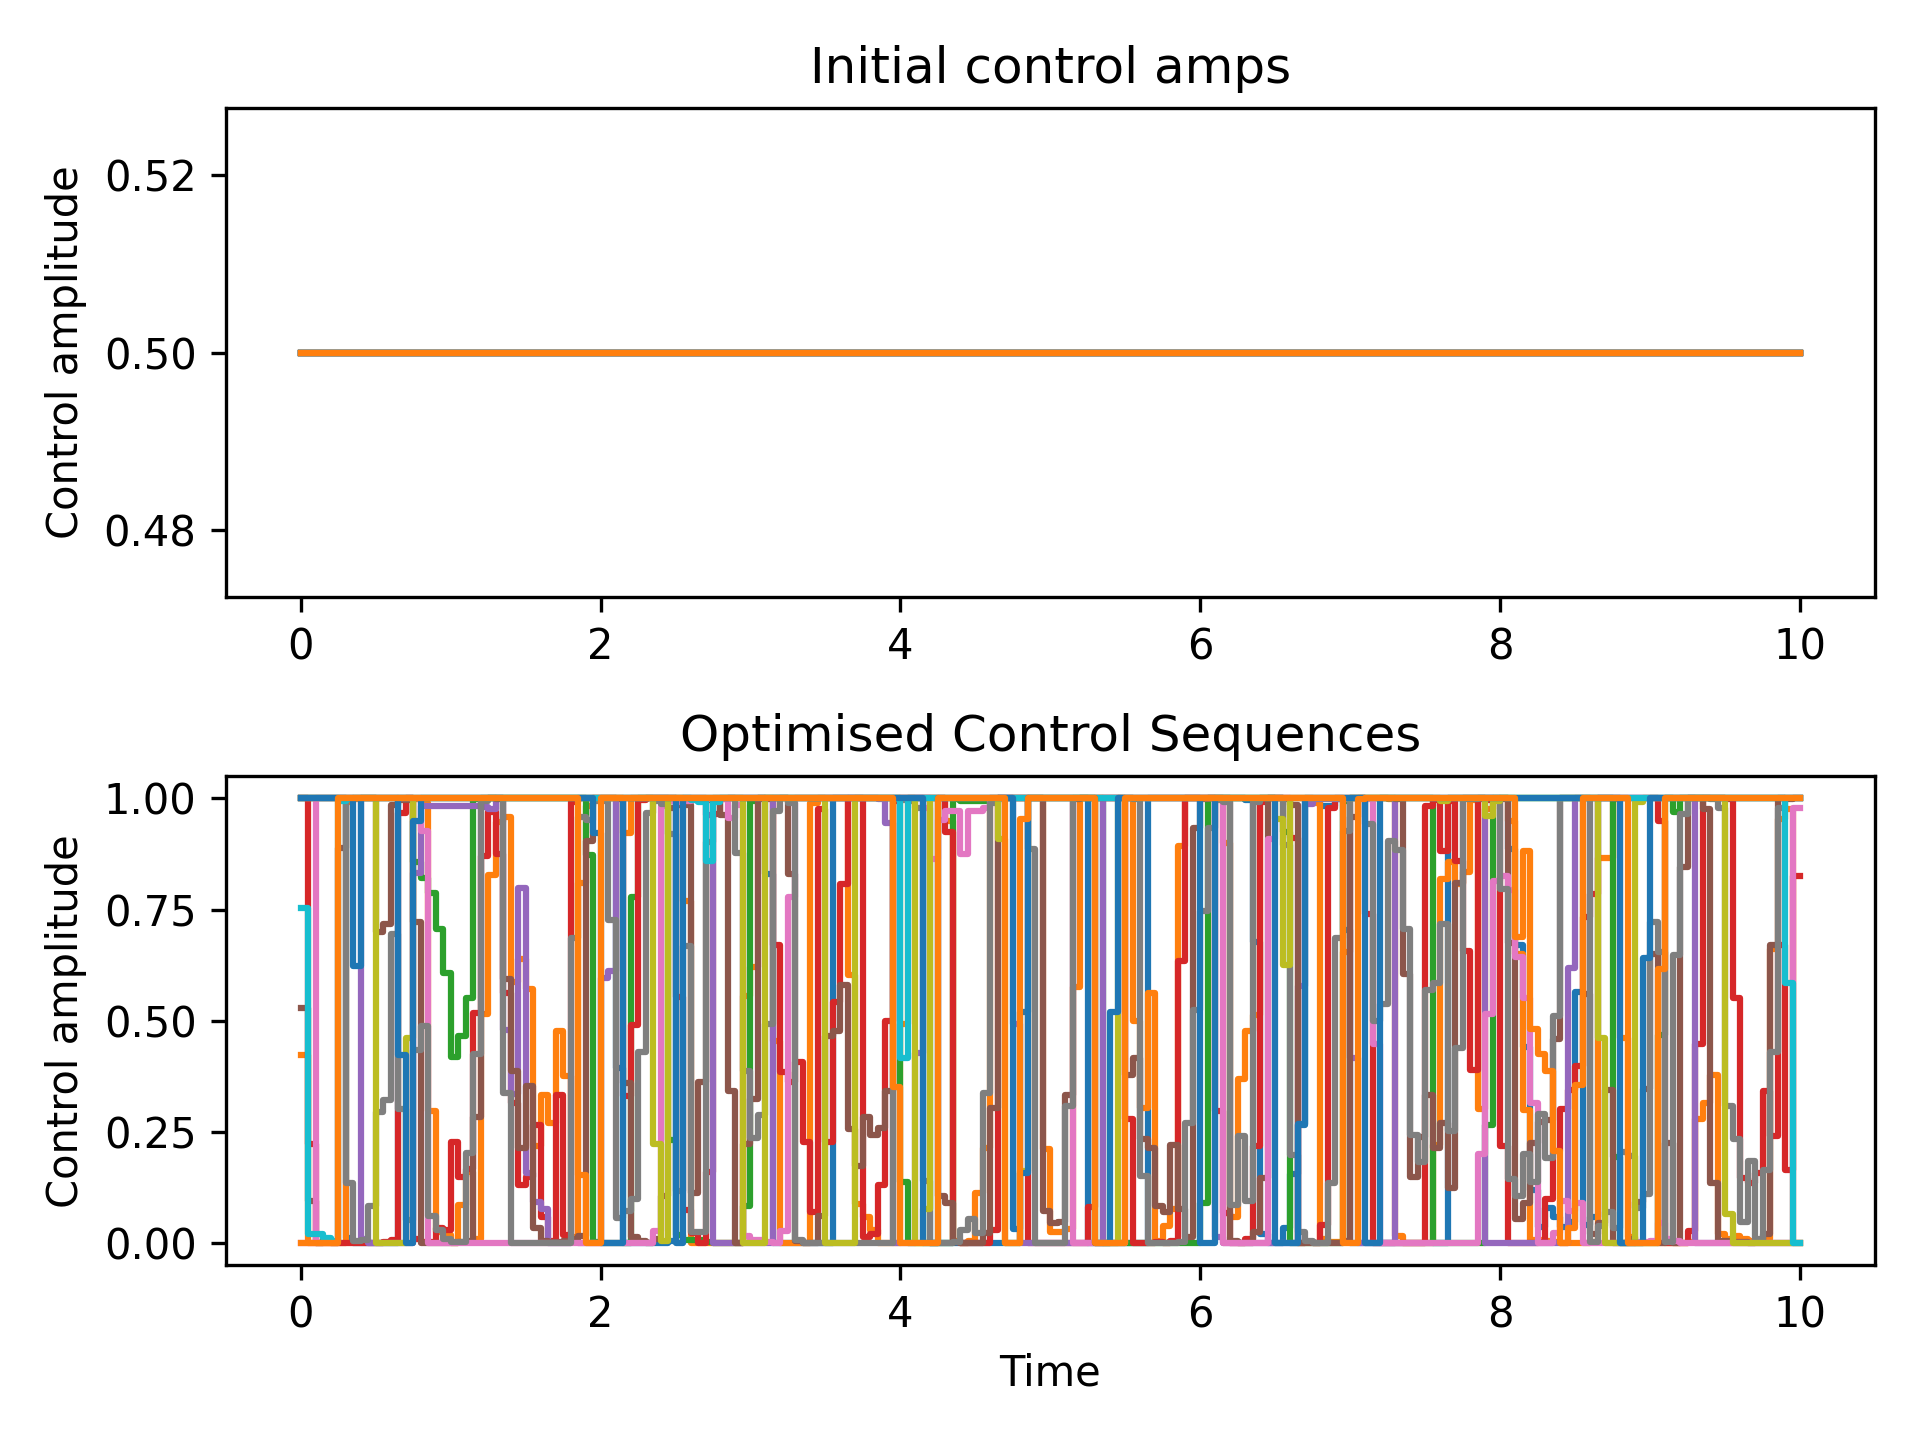 Initial control amps
Control amplitude
0.52
0.50
0.48
0 2 4 6 8 10
Optimised Control Sequences
Control amplitude
1.00
0.75
0.50
0.25
0.00
0 2 4 6 8 10
Time